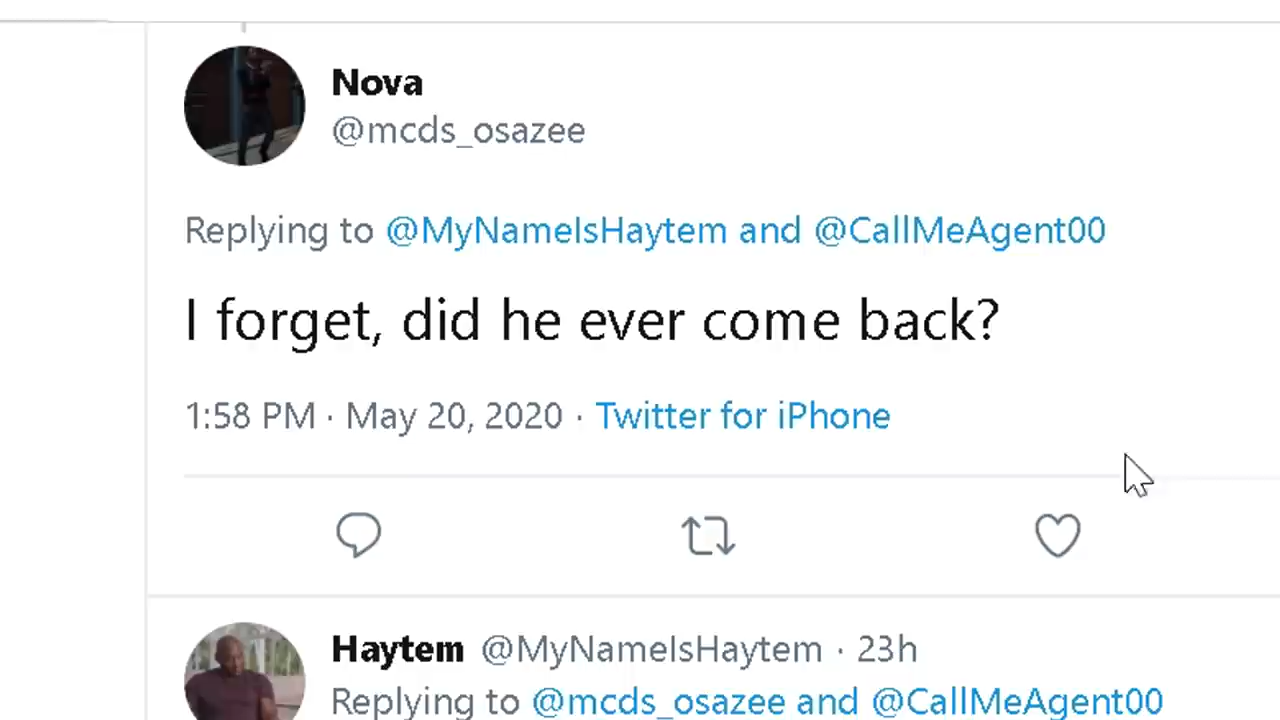 Nova
@mcds_osazee
Replying to @MyNameIsHaytem and @CallMeAgent00
I forget, did he ever come back?
1:58 PM · May 20, 2020 · Twitter for iPhone
Haytem @MyNameIsHaytem · 23h
Replying to @mcds_osazee and @CallMeAgent00